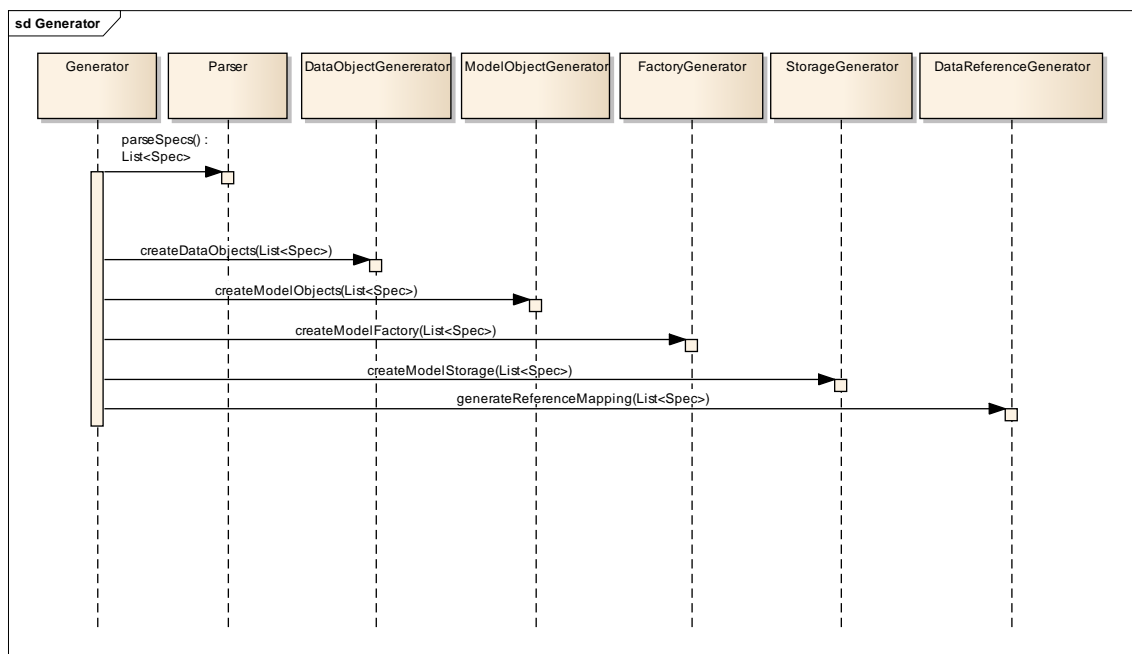 sd Generator
Generator
Parser
DataObjectGenererator
ModelObjectGenerator
FactoryGenerator
StorageGenerator
DataReferenceGenerator
parseSpecs() :
List<Spec>
createDataObjects(List<Spec>)
createModelObjects(List<Spec>)
createModelFactory(List<Spec>)
createModelStorage(List<Spec>)
generateReferenceMapping(List<Spec>)